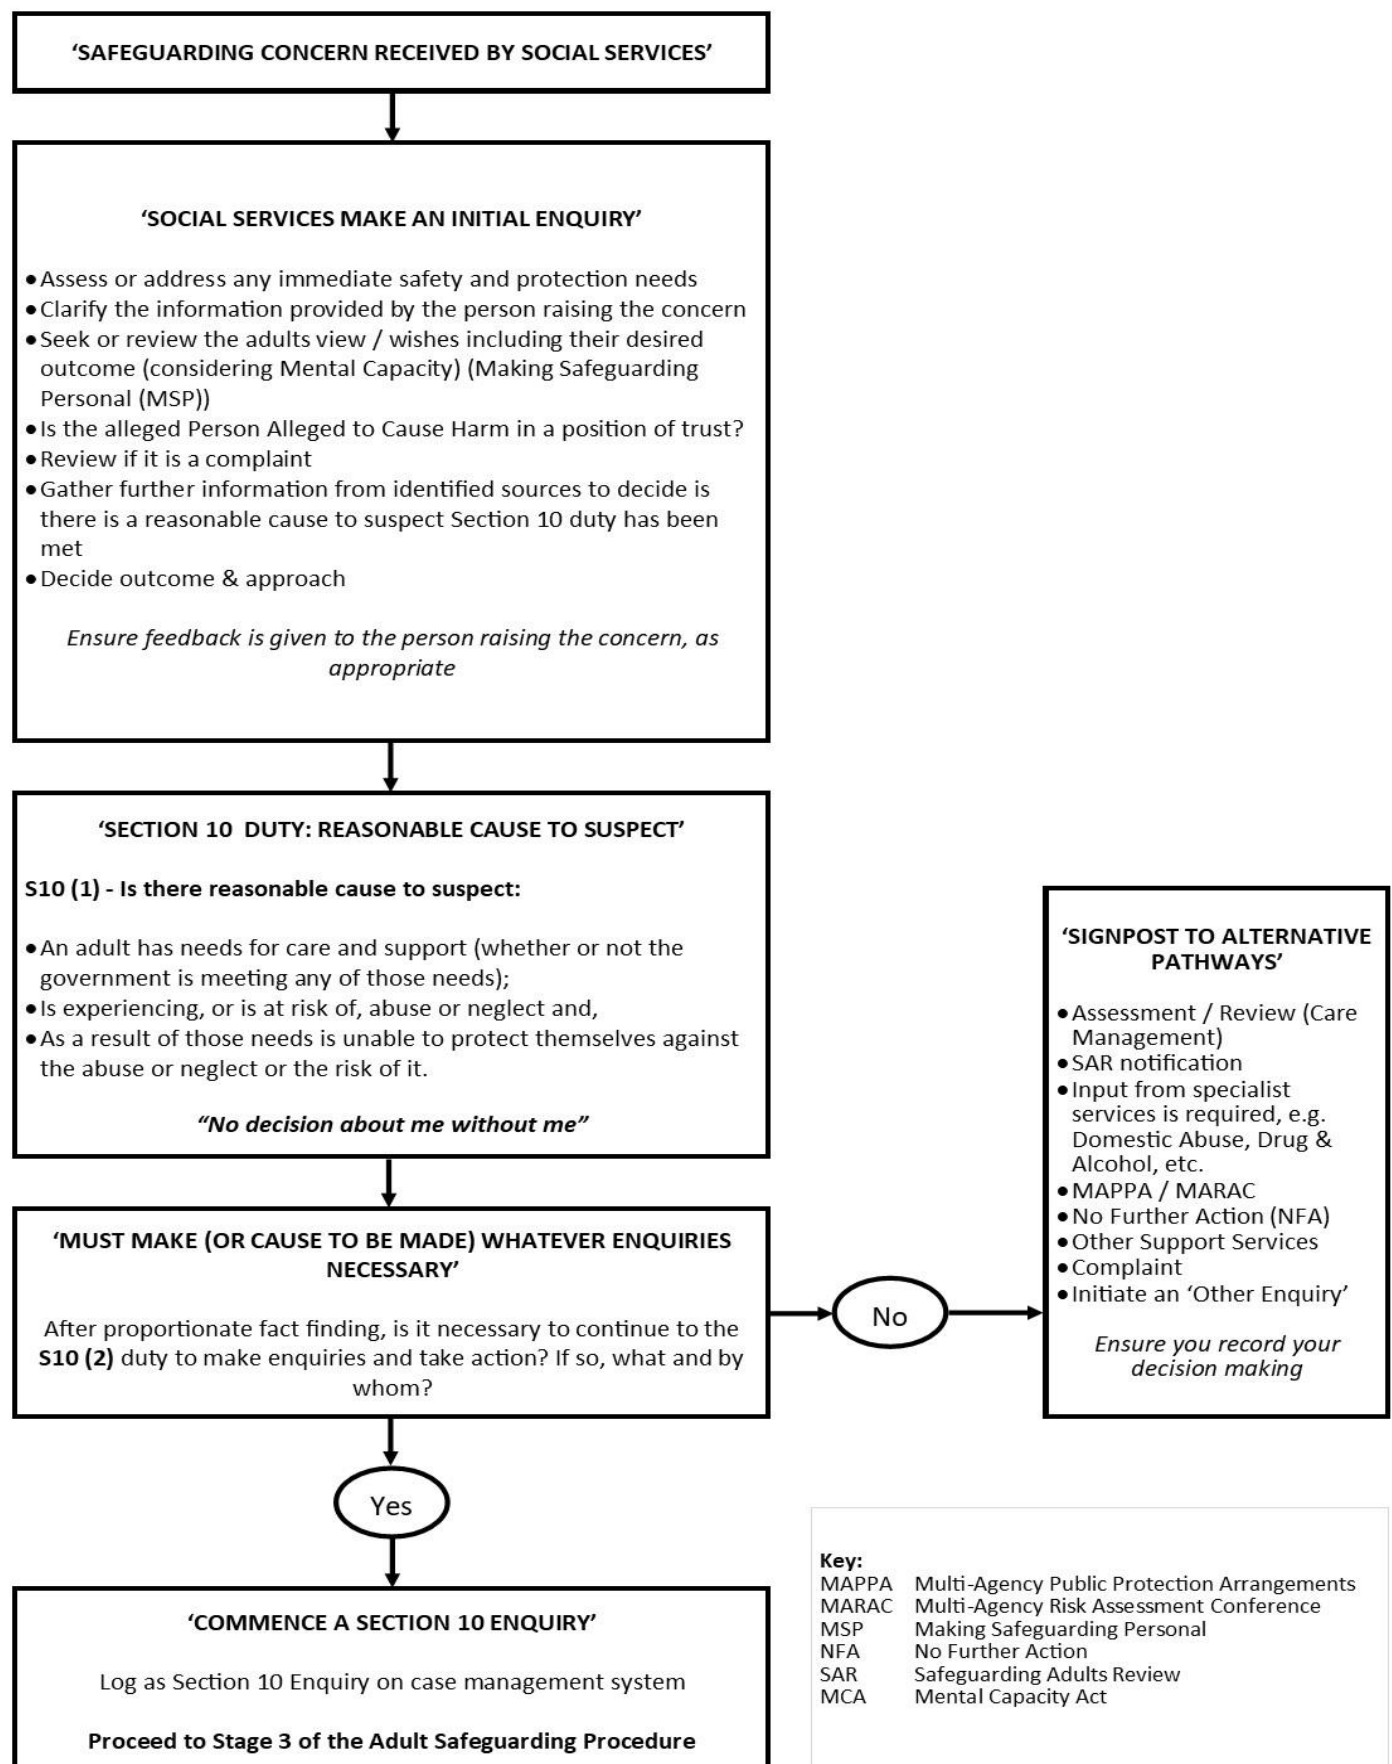 ‘SAFEGUARDING CONCERN RECEIVED BY SOCIAL SERVICES’
‘SOCIAL SERVICES MAKE AN INITIAL ENQUIRY’
• Assess or address any immediate safety and protection needs
• Clarify the information provided by the person raising the concern
• Seek or review the adults view / wishes including their desired
outcome (considering Mental Capacity) (Making Safeguarding
Personal (MSP))
• Is the alleged Person Alleged to Cause Harm in a position of trust?
• Review if it is a complaint
• Gather further information from identified sources to decide is
there is a reasonable cause to suspect Section 10 duty has been
met
• Decide outcome & approach
Ensure feedback is given to the person raising the concern, as
appropriate
‘SECTION 10 DUTY: REASONABLE CAUSE TO SUSPECT’
S10 (1) - Is there reasonable cause to suspect:
• An adult has needs for care and support (whether or not the
government is meeting any of those needs);
• Is experiencing, or is at risk of, abuse or neglect and,
• As a result of those needs is unable to protect themselves against
the abuse or neglect or the risk of it.
“No decision about me without me”
‘MUST MAKE (OR CAUSE TO BE MADE) WHATEVER ENQUIRIES
NECESSARY’
After proportionate fact finding, is it necessary to continue to the
S10 (2) duty to make enquiries and take action? If so, what and by
whom?
No
‘SIGNPOST TO ALTERNATIVE
PATHWAYS’
• Assessment / Review (Care
Management)
• SAR notification
• Input from specialist
services is required, e.g.
Domestic Abuse, Drug &
Alcohol, etc.
• MAPPA / MARAC
• No Further Action (NFA)
• Other Support Services
• Complaint
• Initiate an ‘Other Enquiry’
Ensure you record your
decision making
Yes
‘COMMENCE A SECTION 10 ENQUIRY’
Log as Section 10 Enquiry on case management system
Proceed to Stage 3 of the Adult Safeguarding Procedure
Key:
MAPPA Multi-Agency Public Protection Arrangements
MARAC Multi-Agency Risk Assessment Conference
MSP Making Safeguarding Personal
NFA No Further Action
SAR Safeguarding Adults Review
MCA Mental Capacity Act